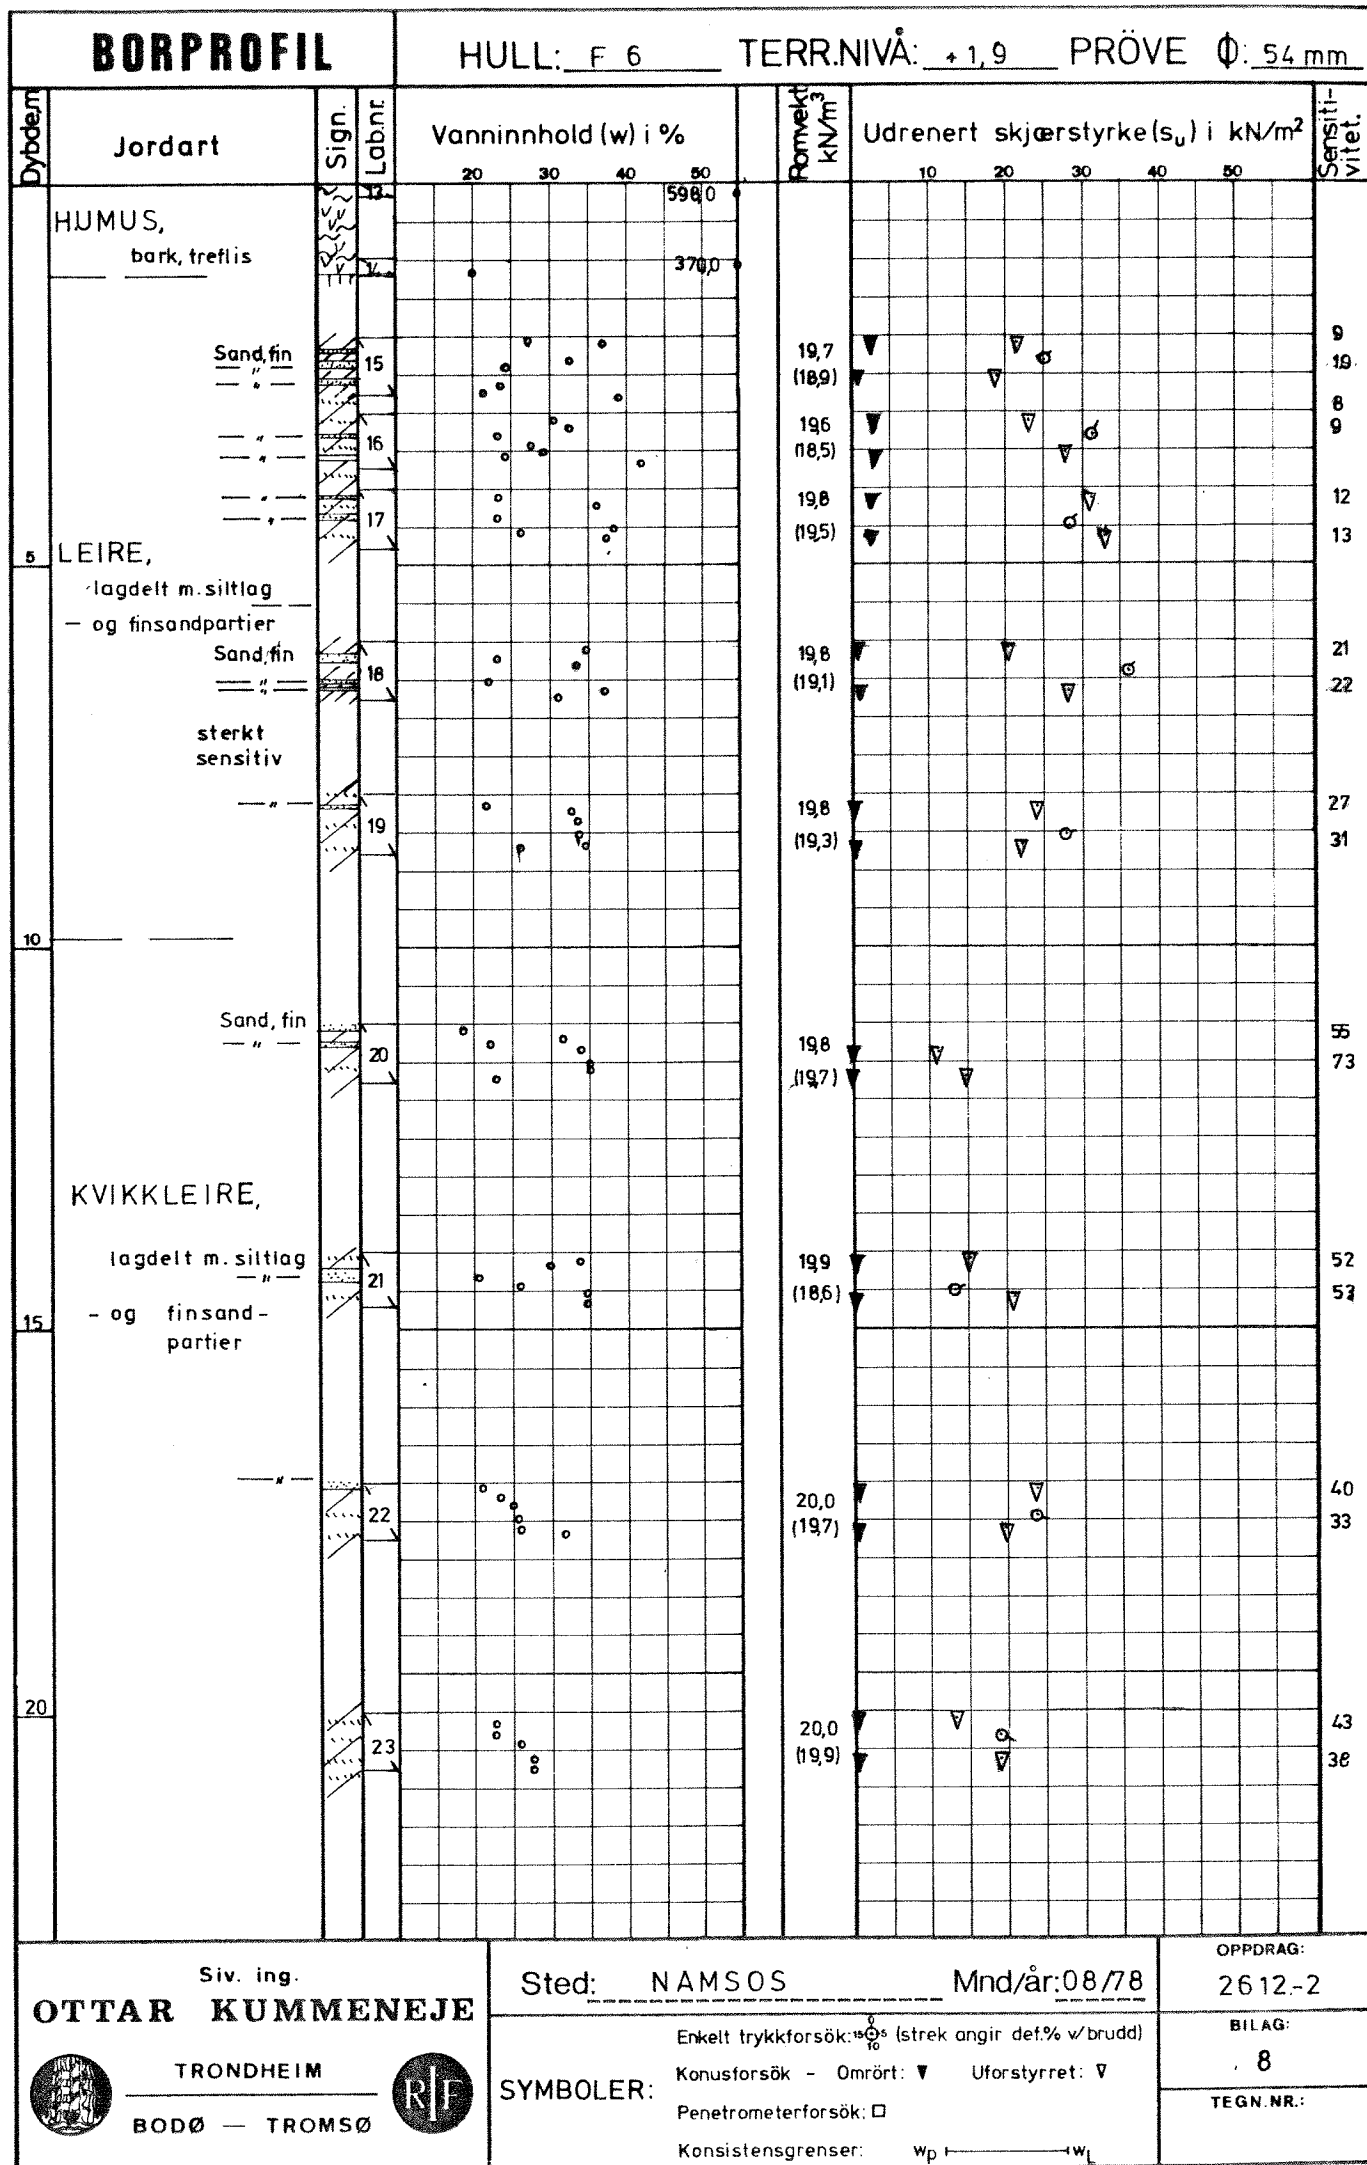 BORPROFIL
HULL: F 6 TERR.NIVÅ: +1,9 PRÖVE Φ: 54 mm
Dybde,m
Jordart
Sign.
Lab.nr.
Vanninnhold (w) i %
Romvekt kN/m³
Udrenert skjærstyrke (su) i kN/m²
Sensiti-
vitet.
20 30 40 50
10 20 30 40 50
13 598,0
HUMUS,
bark, treflis
370,0
9
Sand, fin 15 19,7
19
" (18,9)
"
8
19,6 9
" 16 (18,5)
"
" 19,8 12
" 17 (19,5) 13
5 LEIRE,
lagdelt m. siltlag
- og finsandpartier
Sand, fin 19,8 21
" 18 (19,1) 22
"
sterkt
sensitiv
" 19,8 27
19 (19,3) 31
10
Sand, fin 55
" 20 19,8 73
(19,7)
KVIKKLEIRE,
lagdelt m. siltlag 19,9 52
" 21 (18,6)
- og finsand-
15
partier
" 40
22 20,0 33
(19,7)
20
20,0 43
23 (19,9)
Siv. ing.
OTTAR KUMMENEJE
TRONDHEIM
BODØ — TROMSØ
RIF
Sted: NAMSOS Mnd/år: 08/78
OPPDRAG:
2612.-2
SYMBOLER:
Enkelt trykkforsök: 0 15 5 10 (strek angir def.% v/brudd)
Konusforsök - Omrört: ▼ Uforstyrret: ▽
Penetrometerforsök: □
Konsistensgrenser: wp wL
BILAG:
8
TEGN.NR.: